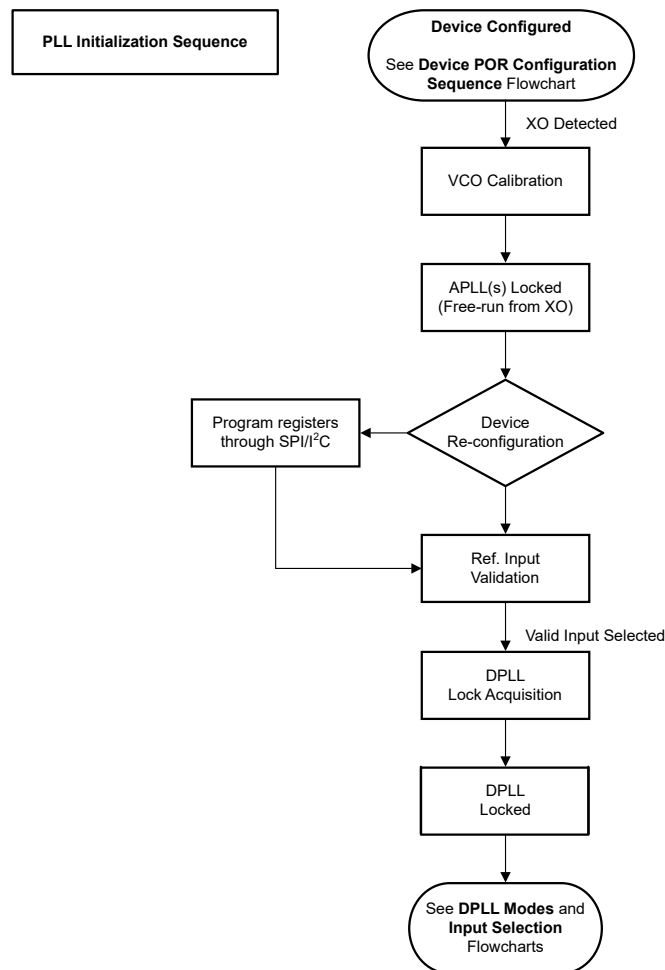 PLL Initialization Sequence
Device Configured
See Device POR Configuration
Sequence Flowchart
XO Detected
VCO Calibration
APLL(s) Locked
(Free-run from XO)
Device
Re-configuration
Program registers
through SPI/I²C
Ref. Input
Validation
Valid Input Selected
DPLL
Lock Acquisition
DPLL
Locked
See DPLL Modes and
Input Selection
Flowcharts